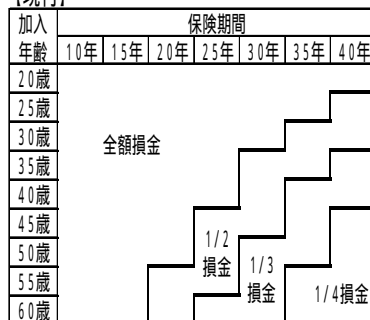 【現行】
加入 保険期間
年齢 10年 15年 20年 25年 30年 35年 40年
20歳
25歳
30歳 全額損金
35歳
40歳
45歳 1/2
50歳 損金 1/3
55歳 損金 1/4損金
60歳